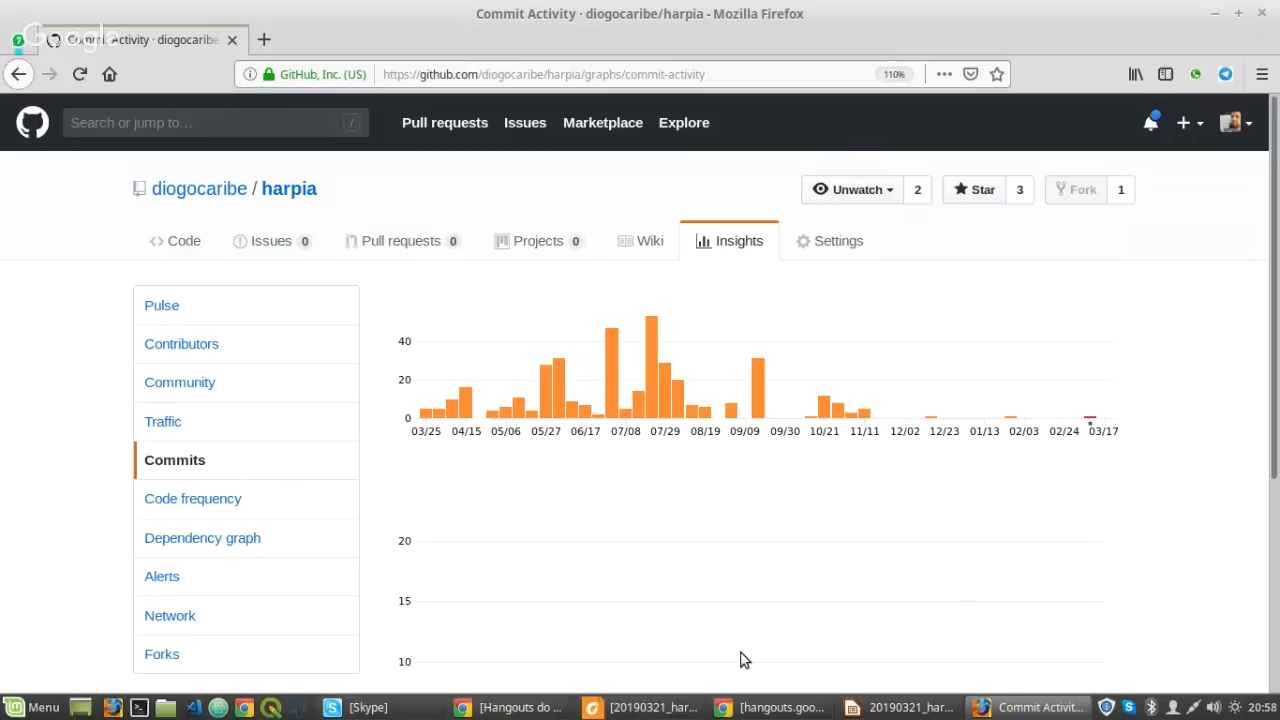 Commit Activity · diogocaribe/harpia - Mozilla Firefox
Google
7
Commit Activity · diogocaribe
GitHub, Inc. (US)
https://github.com/diogocaribe/harpia/graphs/commit-activity
110%
Search or jump to…
/
Pull requests
Issues
Marketplace
Explore
diogocaribe / harpia
Unwatch 2
Star 3
Fork 1
Code
Issues 0
Pull requests 0
Projects 0
Wiki
Insights
Settings
Pulse
Contributors
Community
Traffic
Commits
Code frequency
Dependency graph
Alerts
Network
Forks
40
20
0
03/25 04/15 05/06 05/27 06/17 07/08 07/29 08/19 09/09 09/30 10/21 11/11 12/02 12/23 01/13 02/03 02/24 03/17
20
15
10
Menu
[Skype]
[Hangouts do ...
[20190321_har...
[hangouts.goo...
20190321_har...
Commit Activit...
20:58